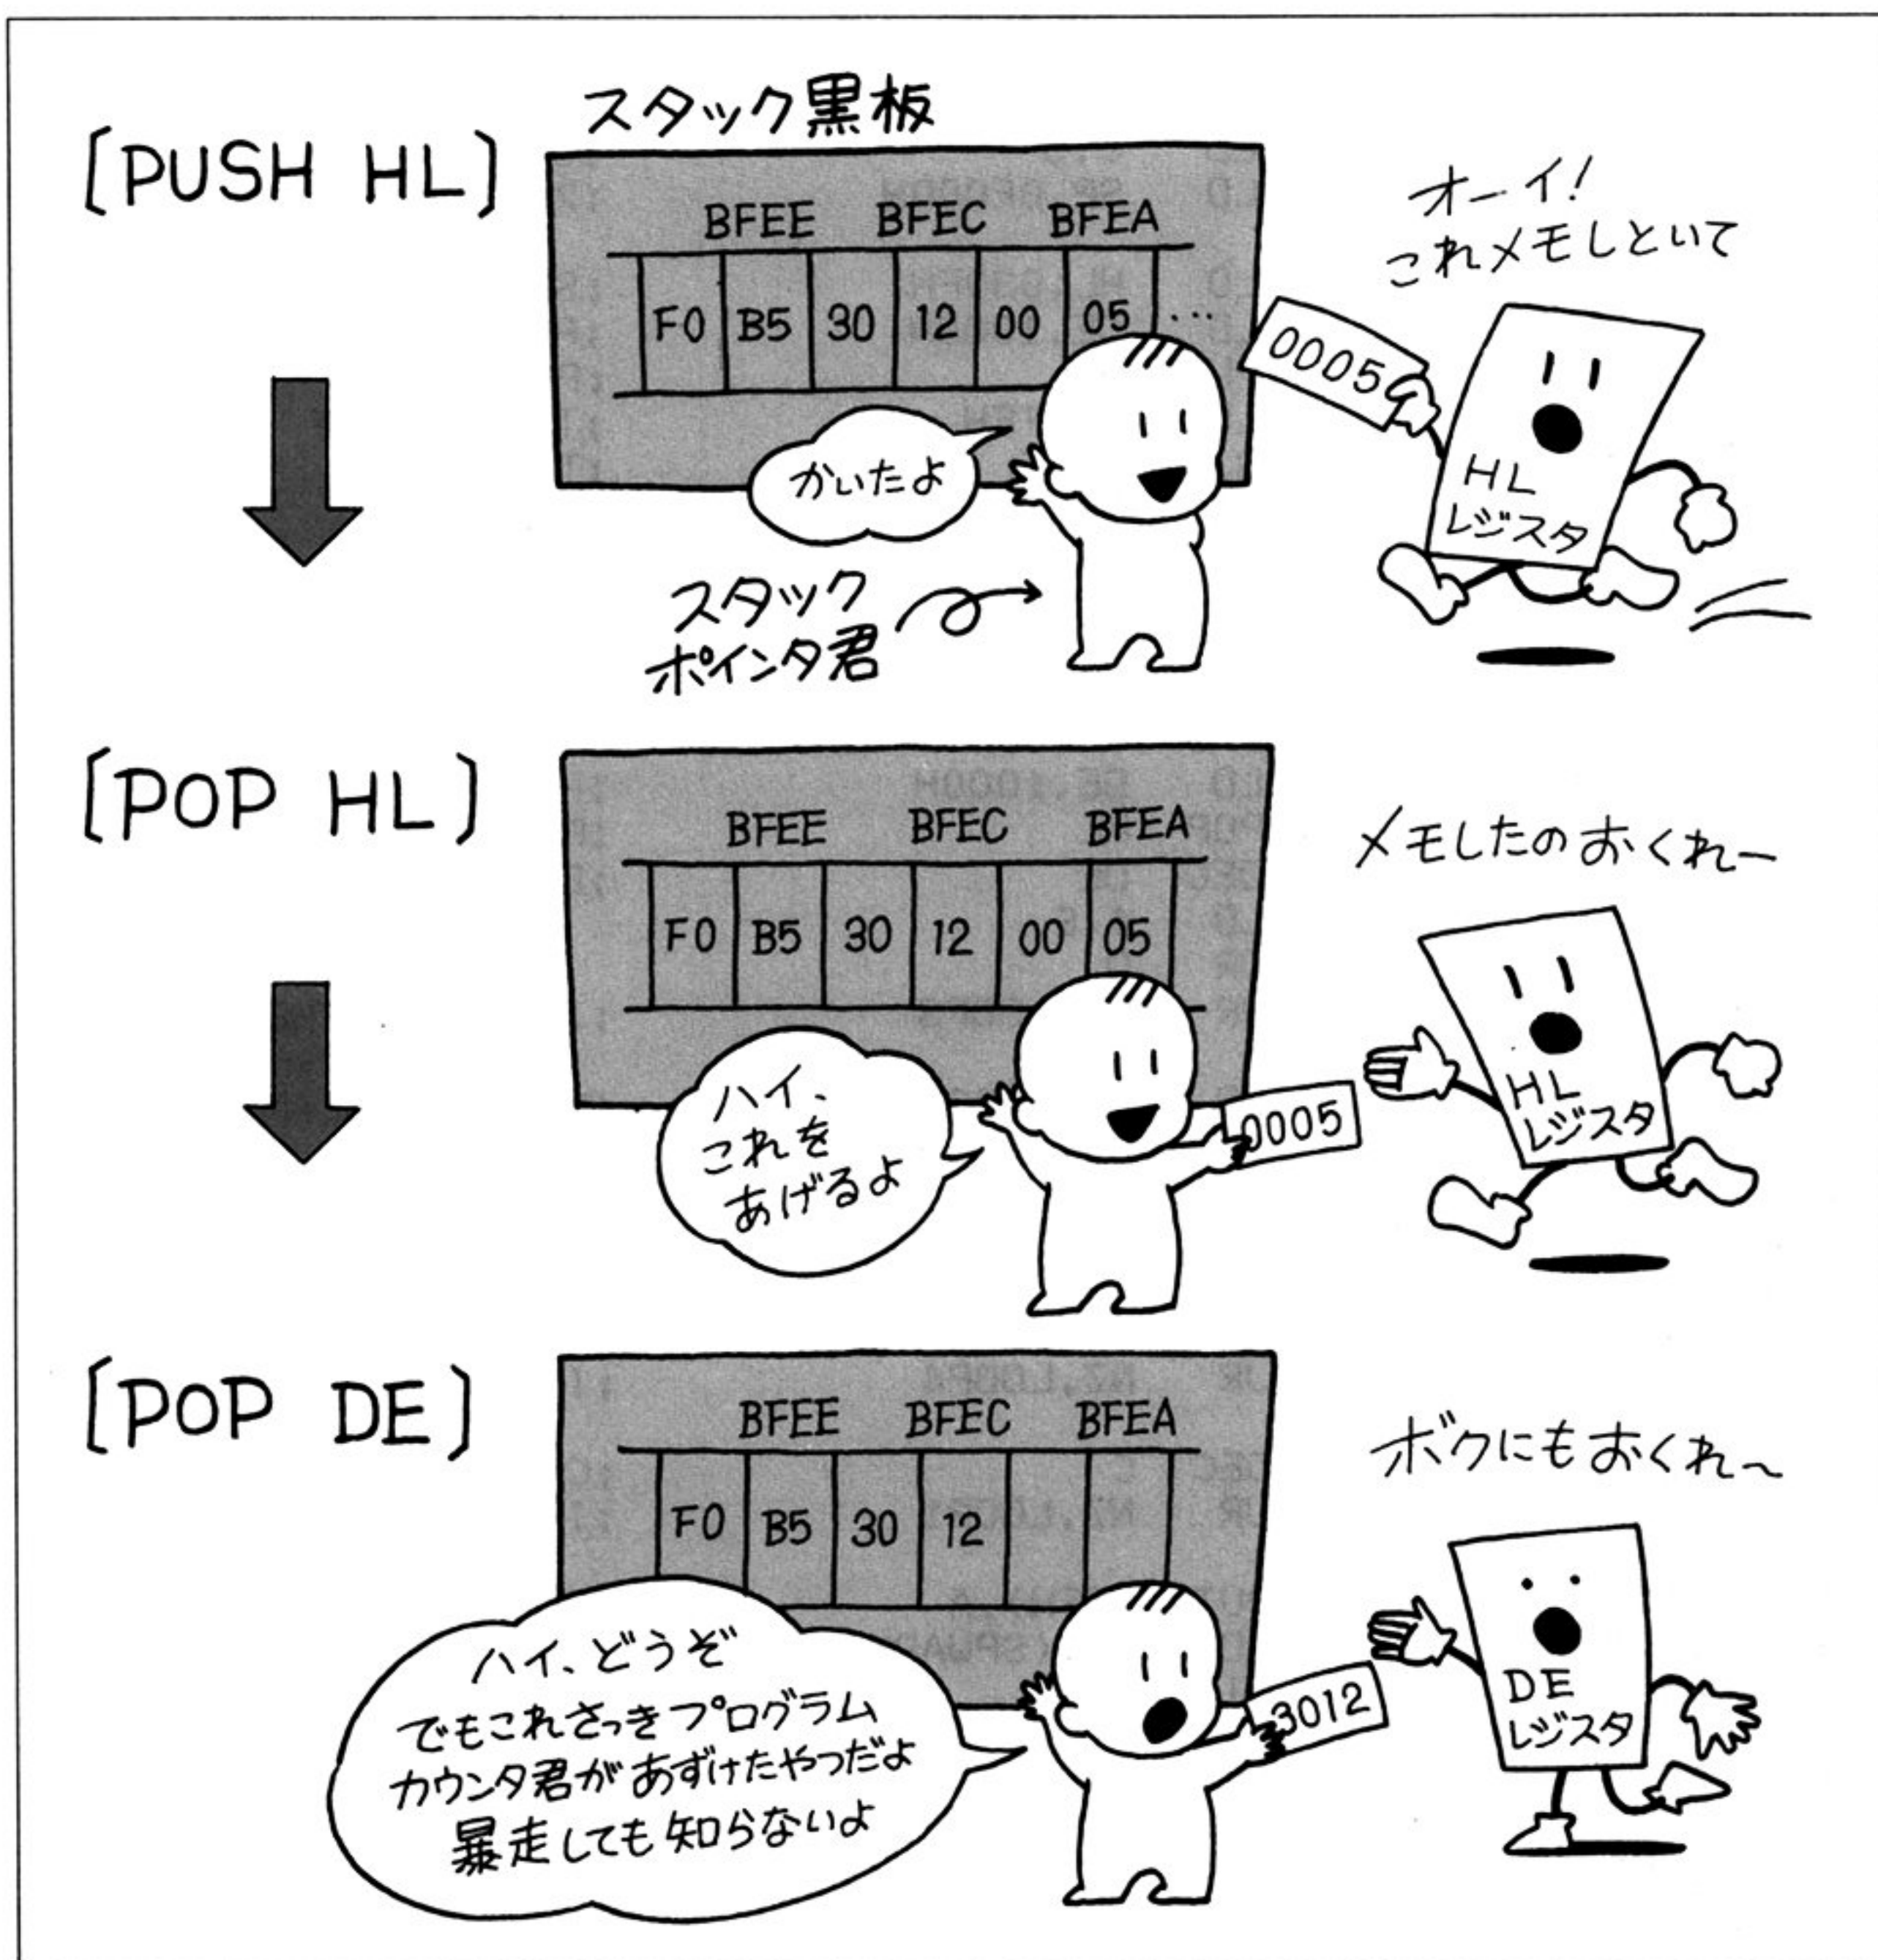 スタック黒板
[PUSH HL]
BFEE BFEC BFEA
F0 B5 30 12 00 05 ...
オーイ!
これメモしといて
0005
HL
レジスタ
かいたよ
スタック
ポインタ君
[POP HL]
BFEE BFEC BFEA
F0 B5 30 12 00 05
メモしたのおくれー
ハイ、
これを
あげるよ
0005
HL
レジスタ
[POP DE]
BFEE BFEC BFEA
F0 B5 30 12
ボクにもおくれ〜
ハイ、どうぞ
でもこれさっきプログラム
カウンタ君があずけたやつだよ
暴走しても知らないよ
3012
DE
レジスタ